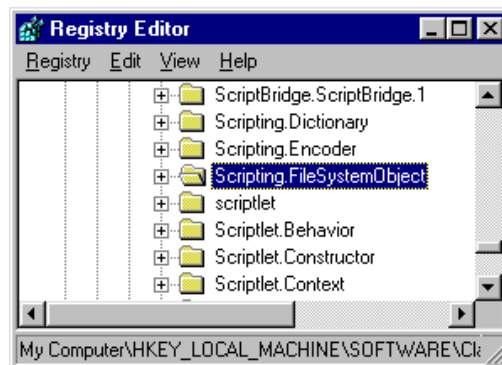 Registry Editor
Registry Edit View Help
ScriptBridge.ScriptBridge.1
Scripting.Dictionary
Scripting.Encoder
Scripting.FileSystemObject
scriptlet
Scriptlet.Behavior
Scriptlet.Constructor
Scriptlet.Context
My Computer\HKEY_LOCAL_MACHINE\SOFTWARE\Cla